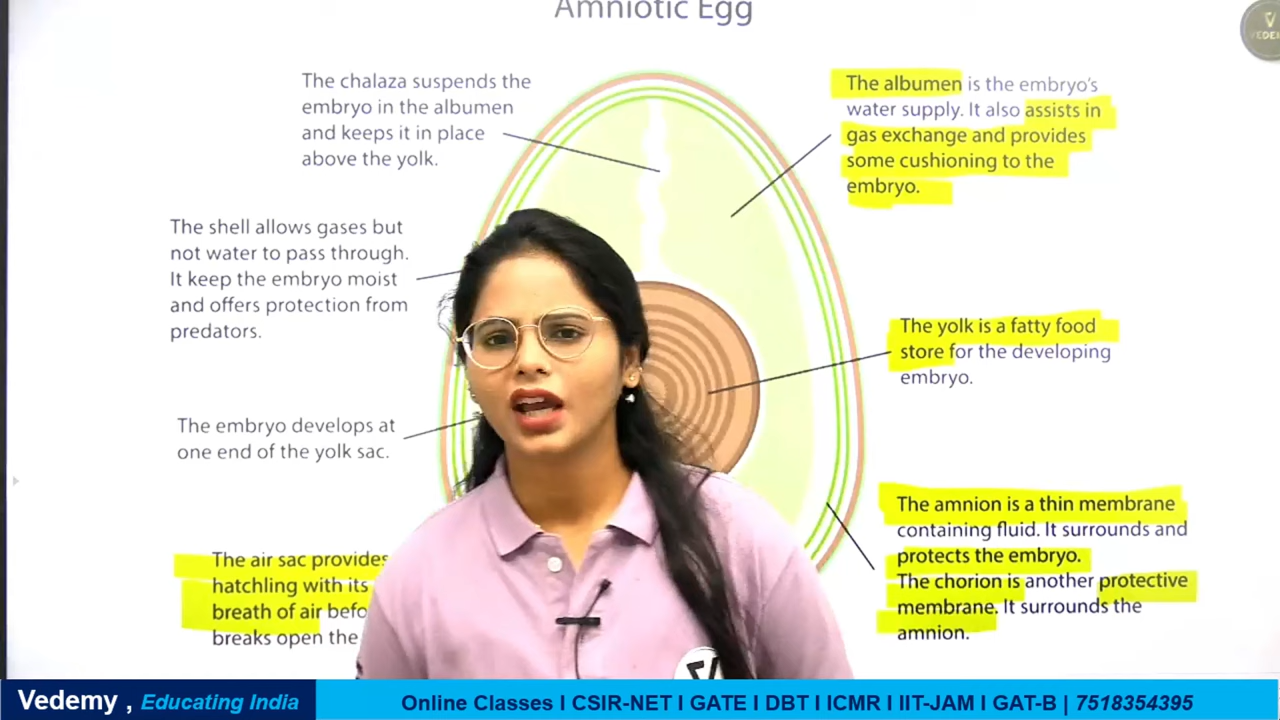 Amniotic Egg
The chalaza suspends the
embryo in the albumen
and keeps it in place
above the yolk.
The albumen is the embryo's
water supply. It also assists in
gas exchange and provides
some cushioning to the
embryo.
The shell allows gases but
not water to pass through.
It keep the embryo moist
and offers protection from
predators.
The yolk is a fatty food
store for the developing
embryo.
The embryo develops at
one end of the yolk sac.
The amnion is a thin membrane
containing fluid. It surrounds and
protects the embryo.
The chorion is another protective
membrane. It surrounds the
amnion.
The air sac provides
hatchling with its
breath of air
breaks open the
Vedemy , Educating India
Online Classes I CSIR-NET I GATE I DBT I ICMR I IIT-JAM I GAT-B | 7518354395